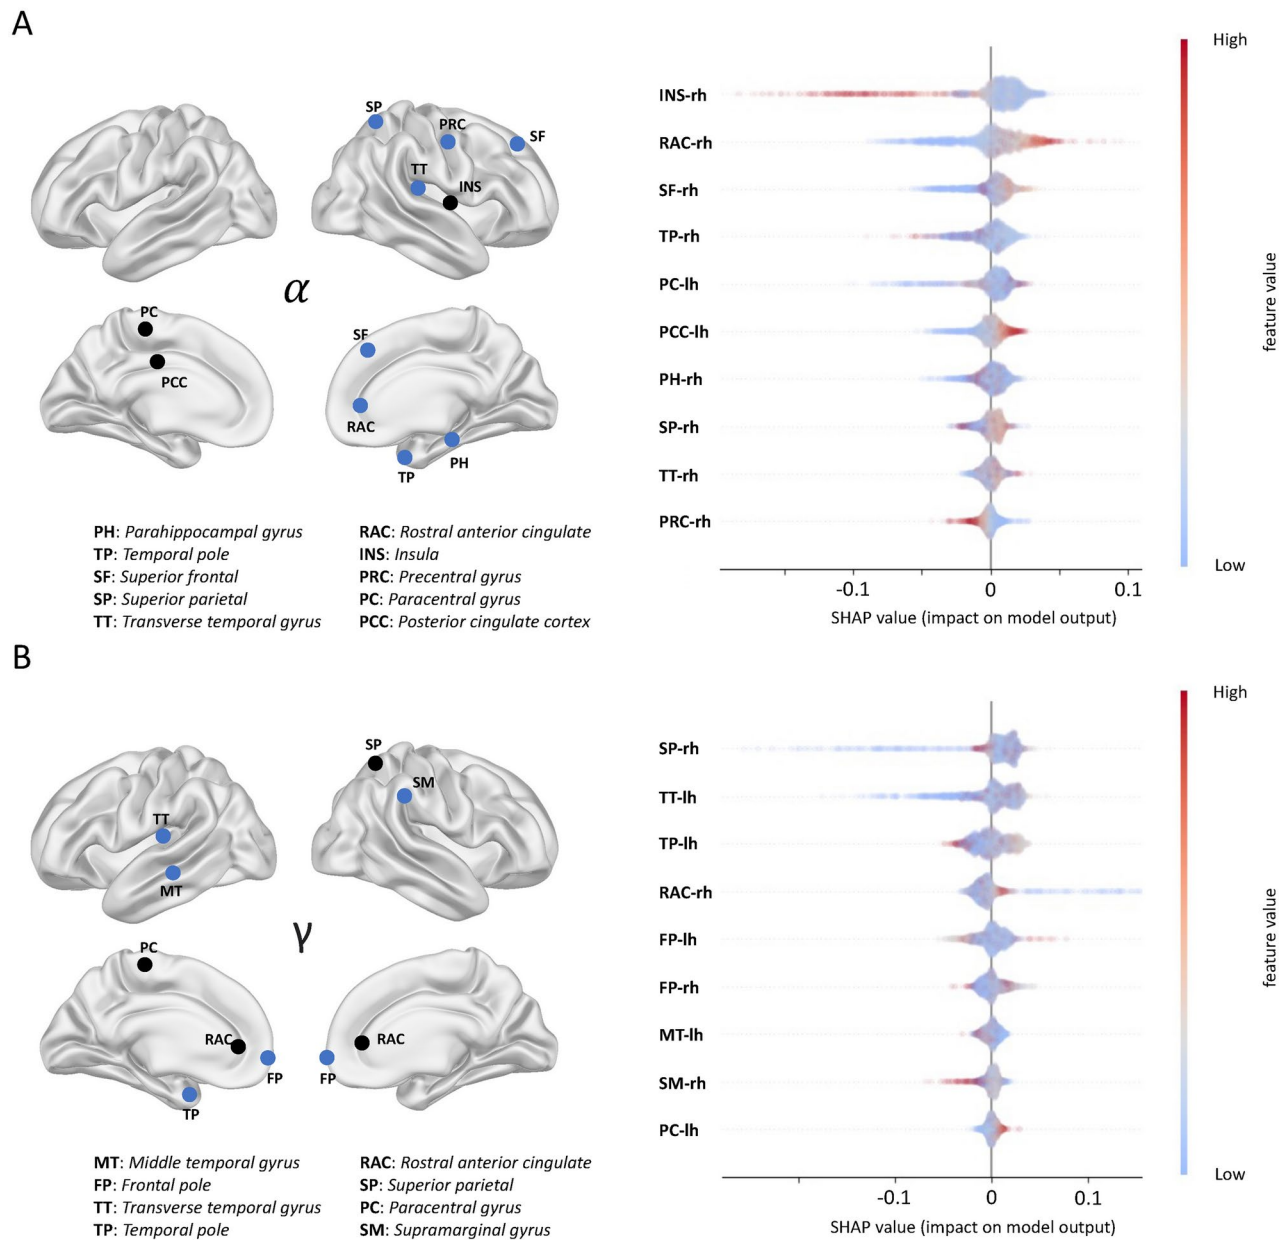 A
SP
PRC
SF
TT
INS
α
PC
PCC
SF
RAC
TP
PH
PH: Parahippocampal gyrus
TP: Temporal pole
SF: Superior frontal
SP: Superior parietal
TT: Transverse temporal gyrus
RAC: Rostral anterior cingulate
INS: Insula
PRC: Precentral gyrus
PC: Paracentral gyrus
PCC: Posterior cingulate cortex
INS-rh
RAC-rh
SF-rh
TP-rh
PC-lh
PCC-lh
PH-rh
SP-rh
TT-rh
PRC-rh
-0.1 0 0.1
SHAP value (impact on model output)
High
feature value
Low
B
TT
MT
SP
SM
γ
PC
RAC
FP
TP
RAC
FP
MT: Middle temporal gyrus
FP: Frontal pole
TT: Transverse temporal gyrus
TP: Temporal pole
RAC: Rostral anterior cingulate
SP: Superior parietal
PC: Paracentral gyrus
SM: Supramarginal gyrus
SP-rh
TT-lh
TP-lh
RAC-rh
FP-lh
FP-rh
MT-lh
SM-rh
PC-lh
-0.1 0 0.1
SHAP value (impact on model output)
High
feature value
Low